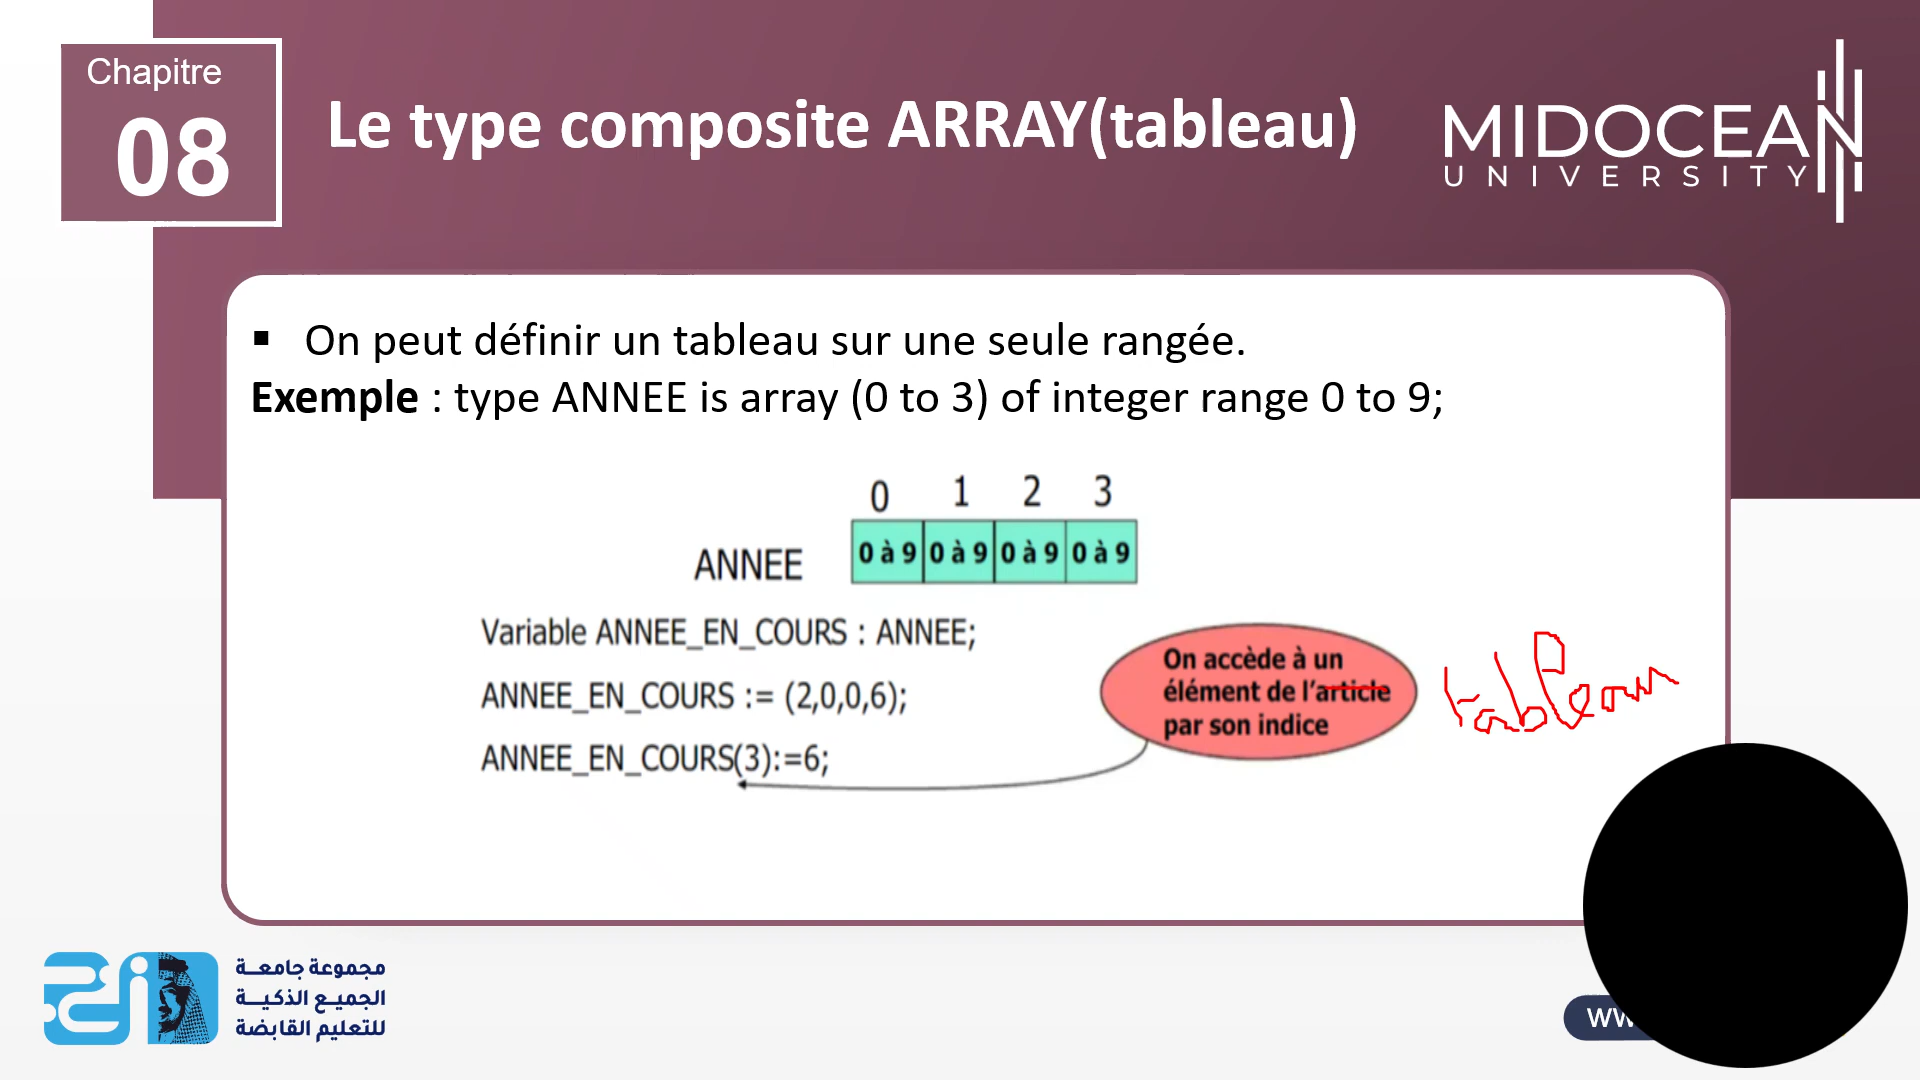 Chapitre
08
Le type composite ARRAY(tableau)
MIDOCEAN
UNIVERSITY
▪ On peut définir un tableau sur une seule rangée.
Exemple : type ANNEE is array (0 to 3) of integer range 0 to 9;
0 1 2 3
ANNEE 0 à 9 0 à 9 0 à 9 0 à 9
Variable ANNEE_EN_COURS : ANNEE;
ANNEE_EN_COURS := (2,0,0,6);
ANNEE_EN_COURS(3):=6;
On accède à un
élément de l'article
par son indice
tableau
مجموعة جامعة
الجميع الذكية
للتعليم القابضة